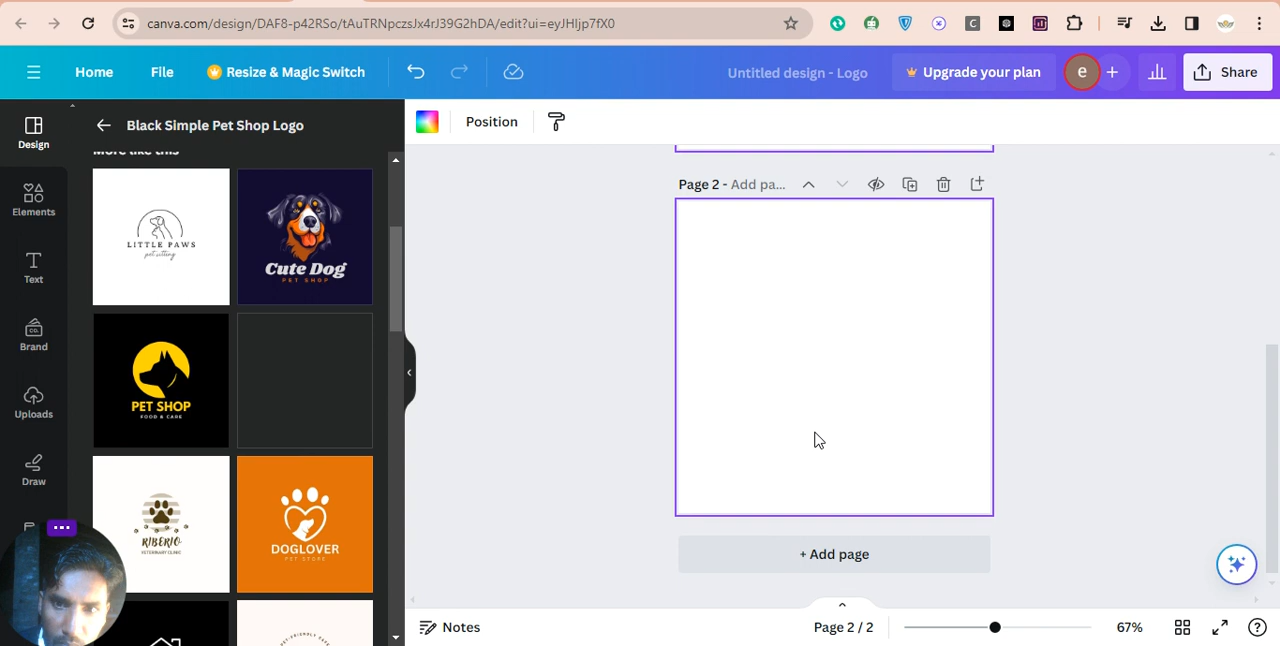 canva.com/design/DAF8-p42RSo/tAuTRNpczsJx4rJ39G2hDA/edit?ui=eyJHIjp7fX0
Home
File
Resize & Magic Switch
Untitled design - Logo
Upgrade your plan
e
Share
Design
Elements
Text
Brand
CO.
Uploads
Draw
Black Simple Pet Shop Logo
More like this
LITTLE PAWS
pet sitting
Cute Dog
PET SHOP
PET SHOP
FOOD & CARE
RIBERIO
VETERINARY CLINIC
DOGLOVER
PET STORE
Position
Page 2 - Add pa...
+ Add page
Notes
Page 2 / 2
67%